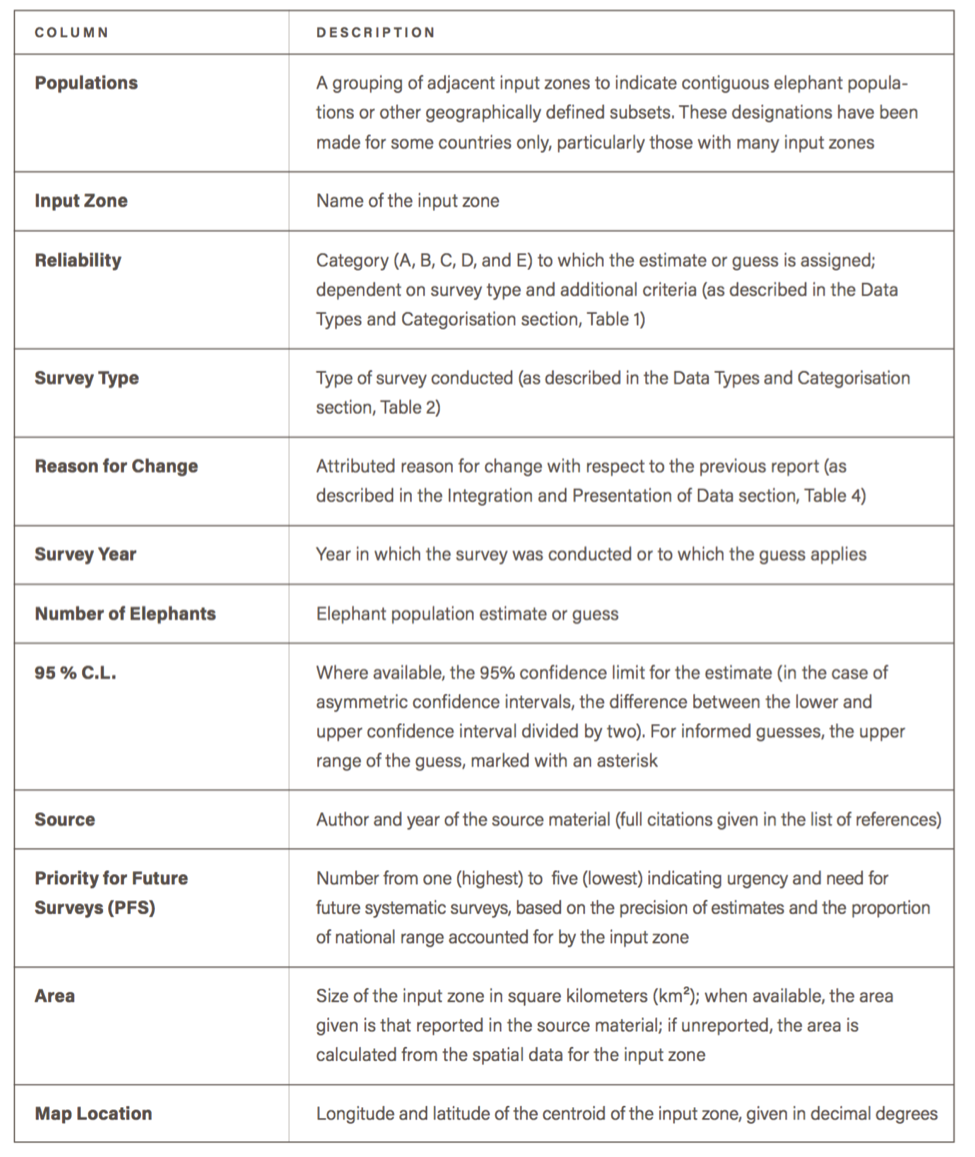 COLUMN DESCRIPTION
Populations A grouping of adjacent input zones to indicate contiguous elephant popula-
tions or other geographically defined subsets. These designations have been
made for some countries only, particularly those with many input zones
Input Zone Name of the input zone
Reliability Category (A, B, C, D, and E) to which the estimate or guess is assigned;
dependent on survey type and additional criteria (as described in the Data
Types and Categorisation section, Table 1)
Survey Type Type of survey conducted (as described in the Data Types and Categorisation
section, Table 2)
Reason for Change Attributed reason for change with respect to the previous report (as
described in the Integration and Presentation of Data section, Table 4)
Survey Year Year in which the survey was conducted or to which the guess applies
Number of Elephants Elephant population estimate or guess
95 % C.L. Where available, the 95% confidence limit for the estimate (in the case of
asymmetric confidence intervals, the difference between the lower and
upper confidence interval divided by two). For informed guesses, the upper
range of the guess, marked with an asterisk
Source Author and year of the source material (full citations given in the list of references)
Priority for Future Number from one (highest) to five (lowest) indicating urgency and need for
Surveys (PFS) future systematic surveys, based on the precision of estimates and the proportion
of national range accounted for by the input zone
Area Size of the input zone in square kilometers (km²); when available, the area
given is that reported in the source material; if unreported, the area is
calculated from the spatial data for the input zone
Map Location Longitude and latitude of the centroid of the input zone, given in decimal degrees